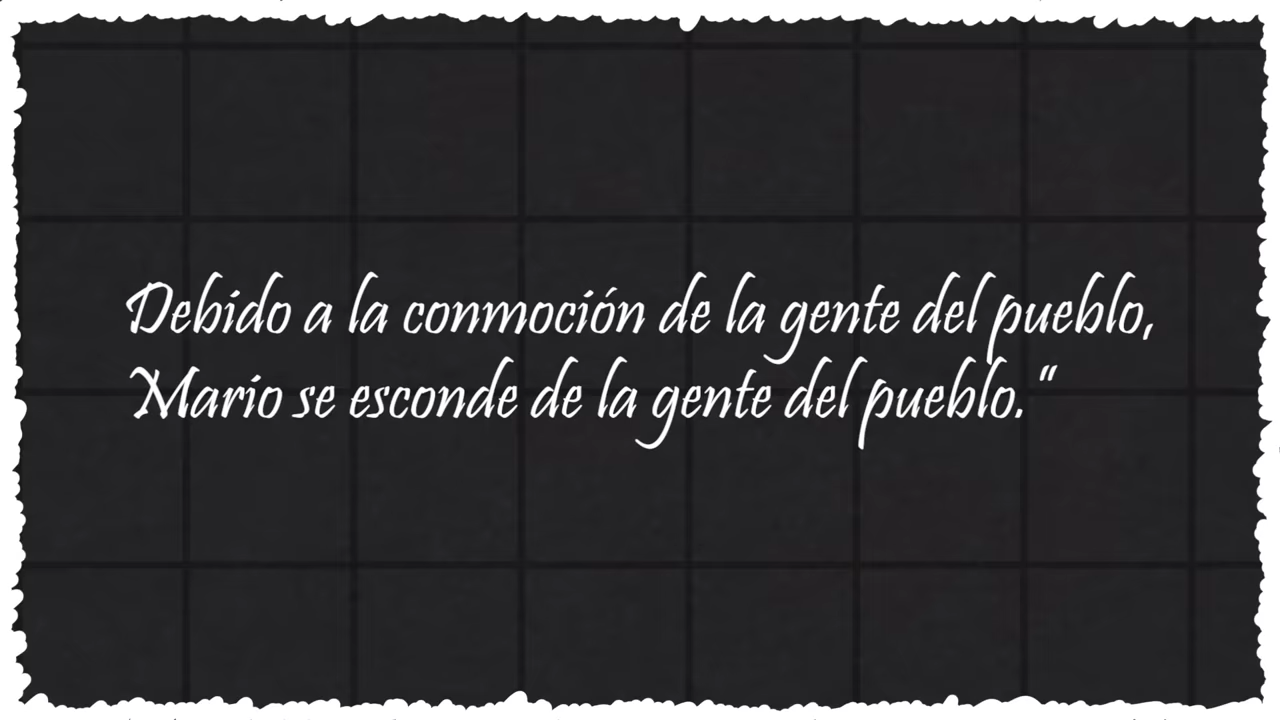 Debido a la conmoción de la gente del pueblo,
Mario se esconde de la gente del pueblo."